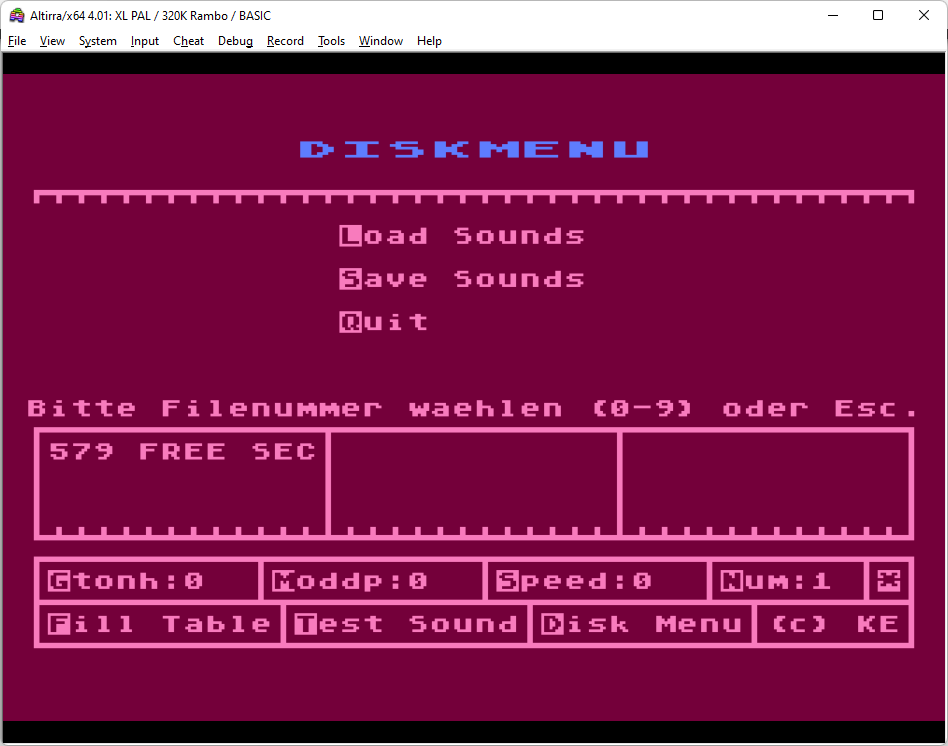 Altirra/x64 4.01: XL PAL / 320K Rambo / BASIC
File View System Input Cheat Debug Record Tools Window Help
DISKMENU
Load Sounds
Save Sounds
Quit
Bitte Filenummer waehlen (0-9) oder Esc.
579 FREE SEC
Gtonh:0 Moddp:0 Speed:0 Num:1 *
Fill Table Test Sound Disk Menu (c) KE